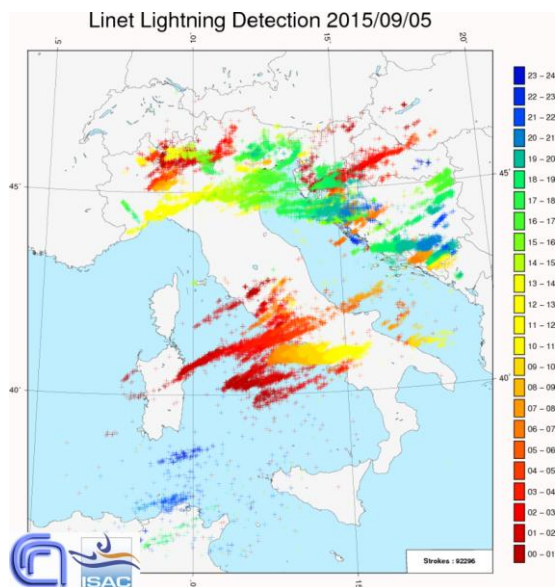 Linet Lightning Detection 2015/09/05
5°
10°
15°
20°
45°
45°
40°
40°
23 - 24
22 - 23
21 - 22
20 - 21
19 - 20
18 - 19
17 - 18
16 - 17
15 - 16
14 - 15
13 - 14
12 - 13
11 - 12
10 - 11
09 - 10
08 - 09
07 - 08
06 - 07
05 - 06
04 - 05
03 - 04
02 - 03
01 - 02
00 - 01
Strokes : 92296
ISAC